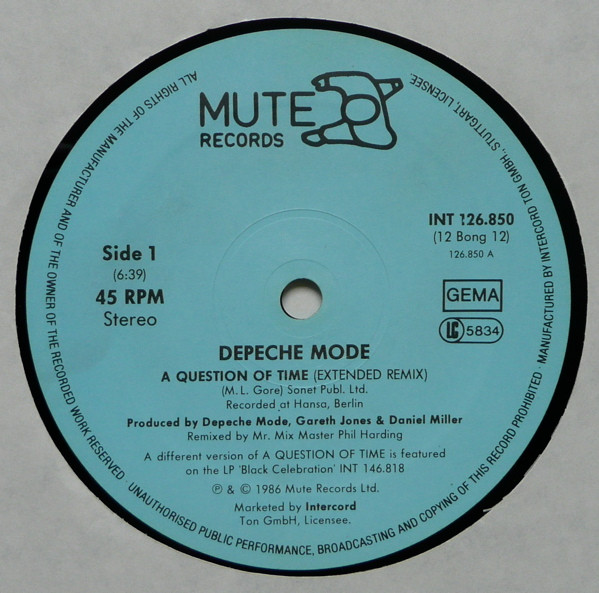 MUTE
RECORDS
Side 1
(6:39)
45 RPM
Stereo
INT 126.850
(12 Bong 12)
126.850 A
GEMA
LC 5834
DEPECHE MODE
A QUESTION OF TIME (EXTENDED REMIX)
(M. L. Gore) Sonet Publ. Ltd.
Recorded at Hansa, Berlin
Produced by Depeche Mode, Gareth Jones & Daniel Miller
Remixed by Mr. Mix Master Phil Harding
A different version of A QUESTION OF TIME is featured
on the LP 'Black Celebration' INT 146.818
℗ & © 1986 Mute Records Ltd.
Marketed by Intercord
Ton GmbH, Licensee.
ALL RIGHTS OF THE MANUFACTURER AND OF THE OWNER OF THE RECORDED WORK RESERVED · UNAUTHORISED PUBLIC PERFORMANCE, BROADCASTING AND COPYING OF THIS RECORD PROHIBITED · MANUFACTURED BY INTERCORD TON GMBH, STUTTGART, LICENSEE.